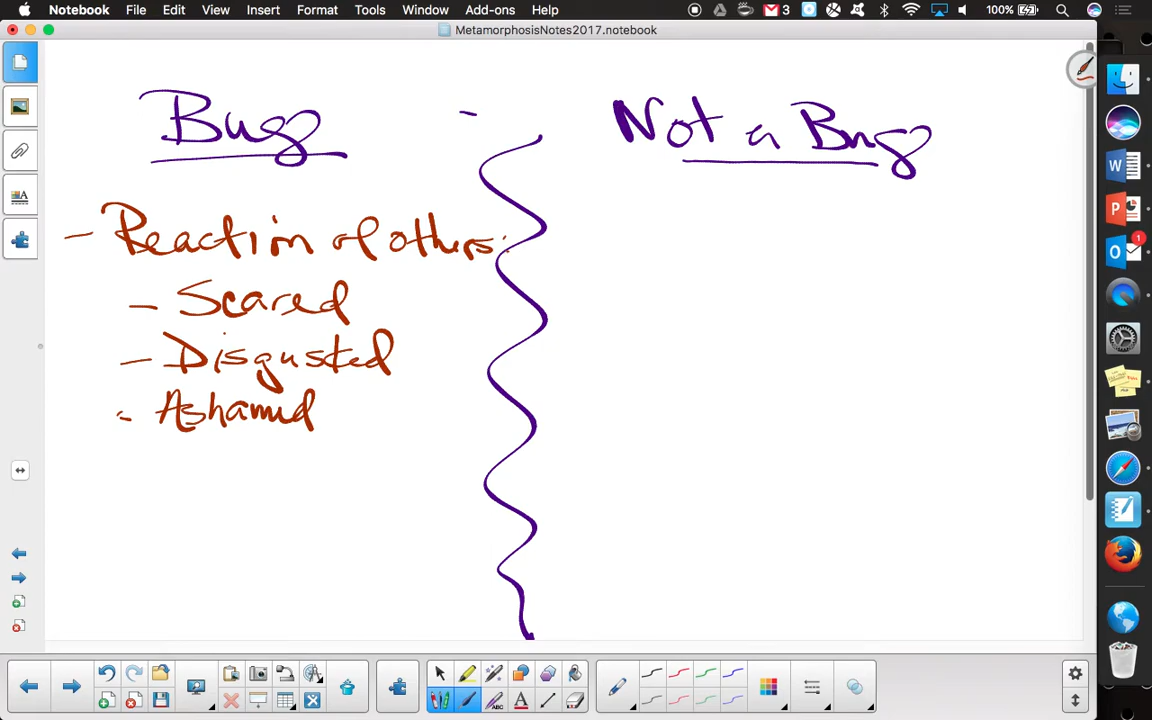 Notebook File Edit View Insert Format Tools Window Add-ons Help 3 100%
MetamorphosisNotes2017.notebook
Bug - Not a Bug
- Reaction of others:
- Scared
- Disgusted
- Ashamed